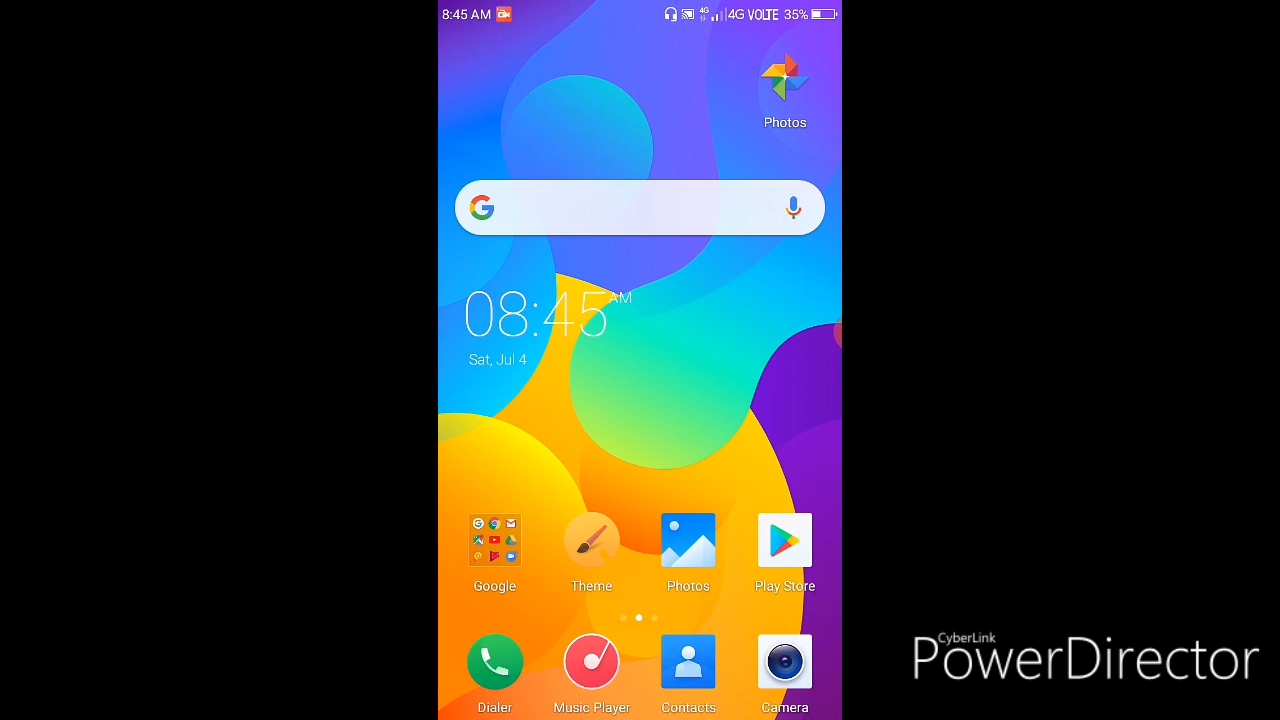 8:45 AM
4G 4G VOLTE 35%
Photos
08:45 AM
Sat, Jul 4
Google
Theme
Photos
Play Store
Dialer
Music Player
Contacts
Camera
CyberLink
PowerDirector